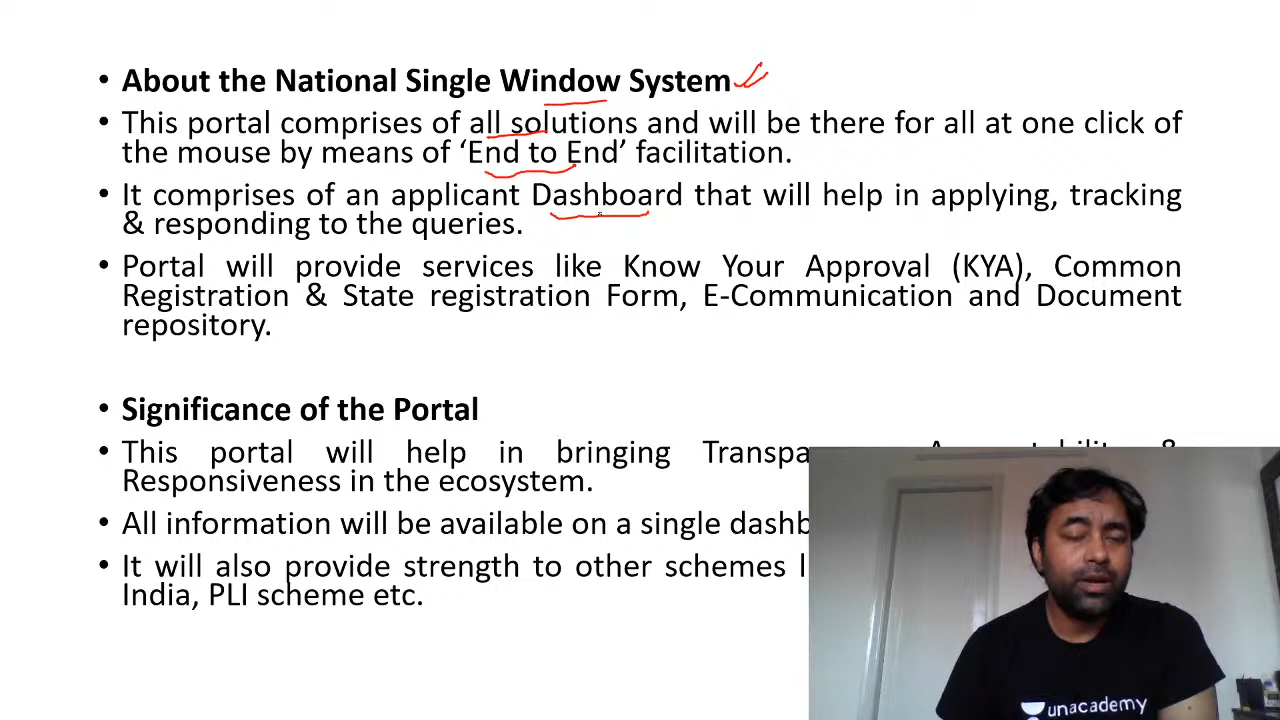 • About the National Single Window System
• This portal comprises of all solutions and will be there for all at one click of
the mouse by means of ‘End to End’ facilitation.
• It comprises of an applicant Dashboard that will help in applying, tracking
& responding to the queries.
• Portal will provide services like Know Your Approval (KYA), Common
Registration & State registration Form, E-Communication and Document
repository.
• Significance of the Portal
• This portal will help in bringing
Responsiveness in the ecosystem.
• All information will be available on a single
• It will also provide strength to other schemes
India, PLI scheme etc.
unacademy